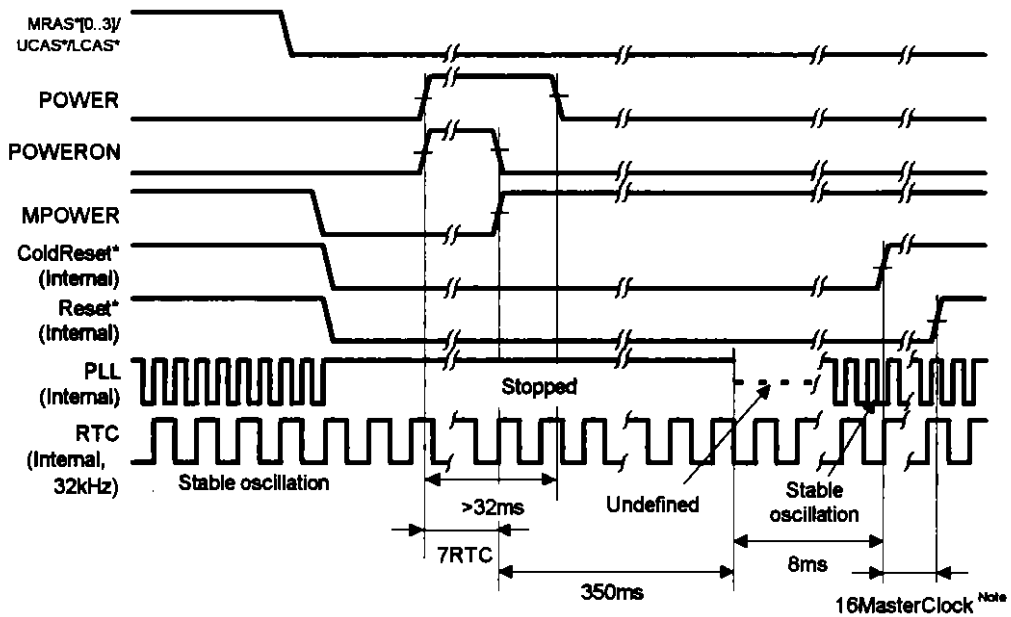 MRAS*[0..3]/
UCAS*/LCAS*
POWER
POWERON
MPOWER
ColdReset*
(Internal)
Reset*
(Internal)
PLL
(Internal)
Stopped
RTC
(Internal,
32kHz)
Stable oscillation
>32ms
Undefined
Stable
oscillation
7RTC
350ms
8ms
16MasterClock Note